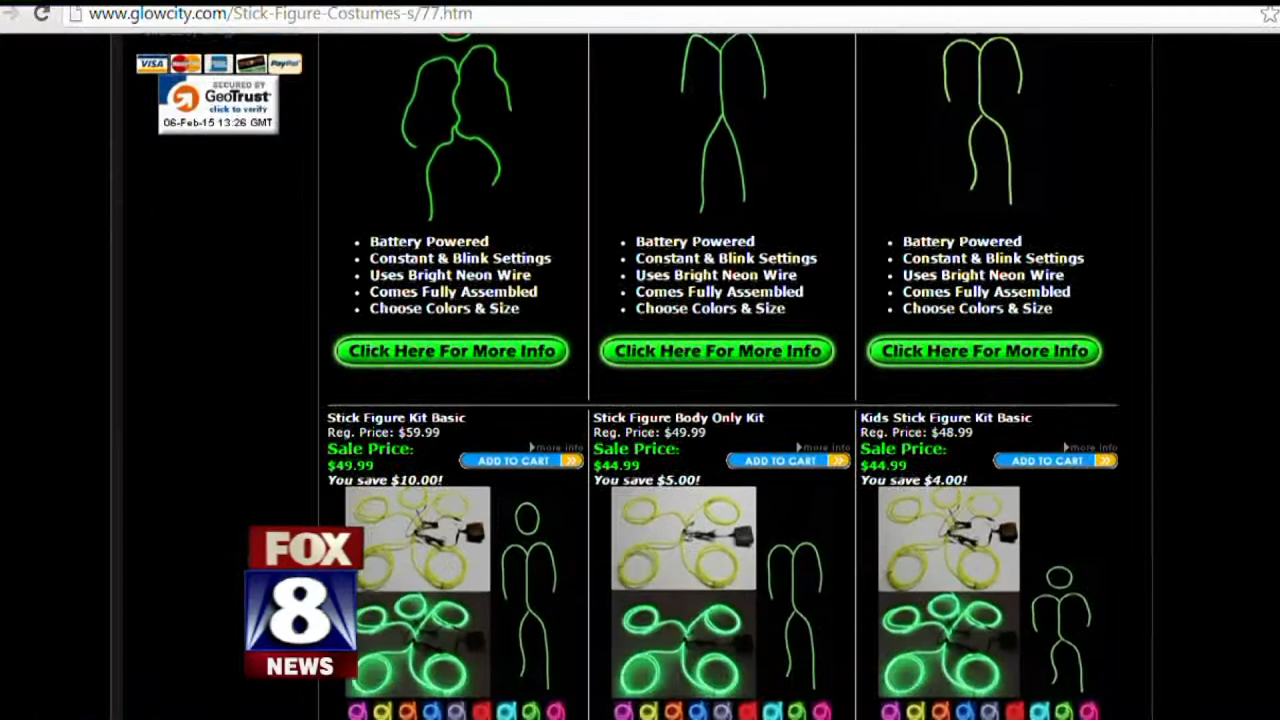 www.glowcity.com/Stick-Figure-Costumes-s/77.htm
VISA MasterCard PayPal
SECURED BY
GeoTrust
click to verify
06-Feb-15 13:26 GMT
• Battery Powered
• Constant & Blink Settings
• Uses Bright Neon Wire
• Comes Fully Assembled
• Choose Colors & Size
Click Here For More Info
• Battery Powered
• Constant & Blink Settings
• Uses Bright Neon Wire
• Comes Fully Assembled
• Choose Colors & Size
Click Here For More Info
• Battery Powered
• Constant & Blink Settings
• Uses Bright Neon Wire
• Comes Fully Assembled
• Choose Colors & Size
Click Here For More Info
Stick Figure Kit Basic
Reg. Price: $59.99
Sale Price:
$49.99
more info
ADD TO CART
You save $10.00!
Stick Figure Body Only Kit
Reg. Price: $49.99
Sale Price:
$44.99
more info
ADD TO CART
You save $5.00!
Kids Stick Figure Kit Basic
Reg. Price: $48.99
Sale Price:
$44.99
more info
ADD TO CART
You save $4.00!
FOX
8
NEWS